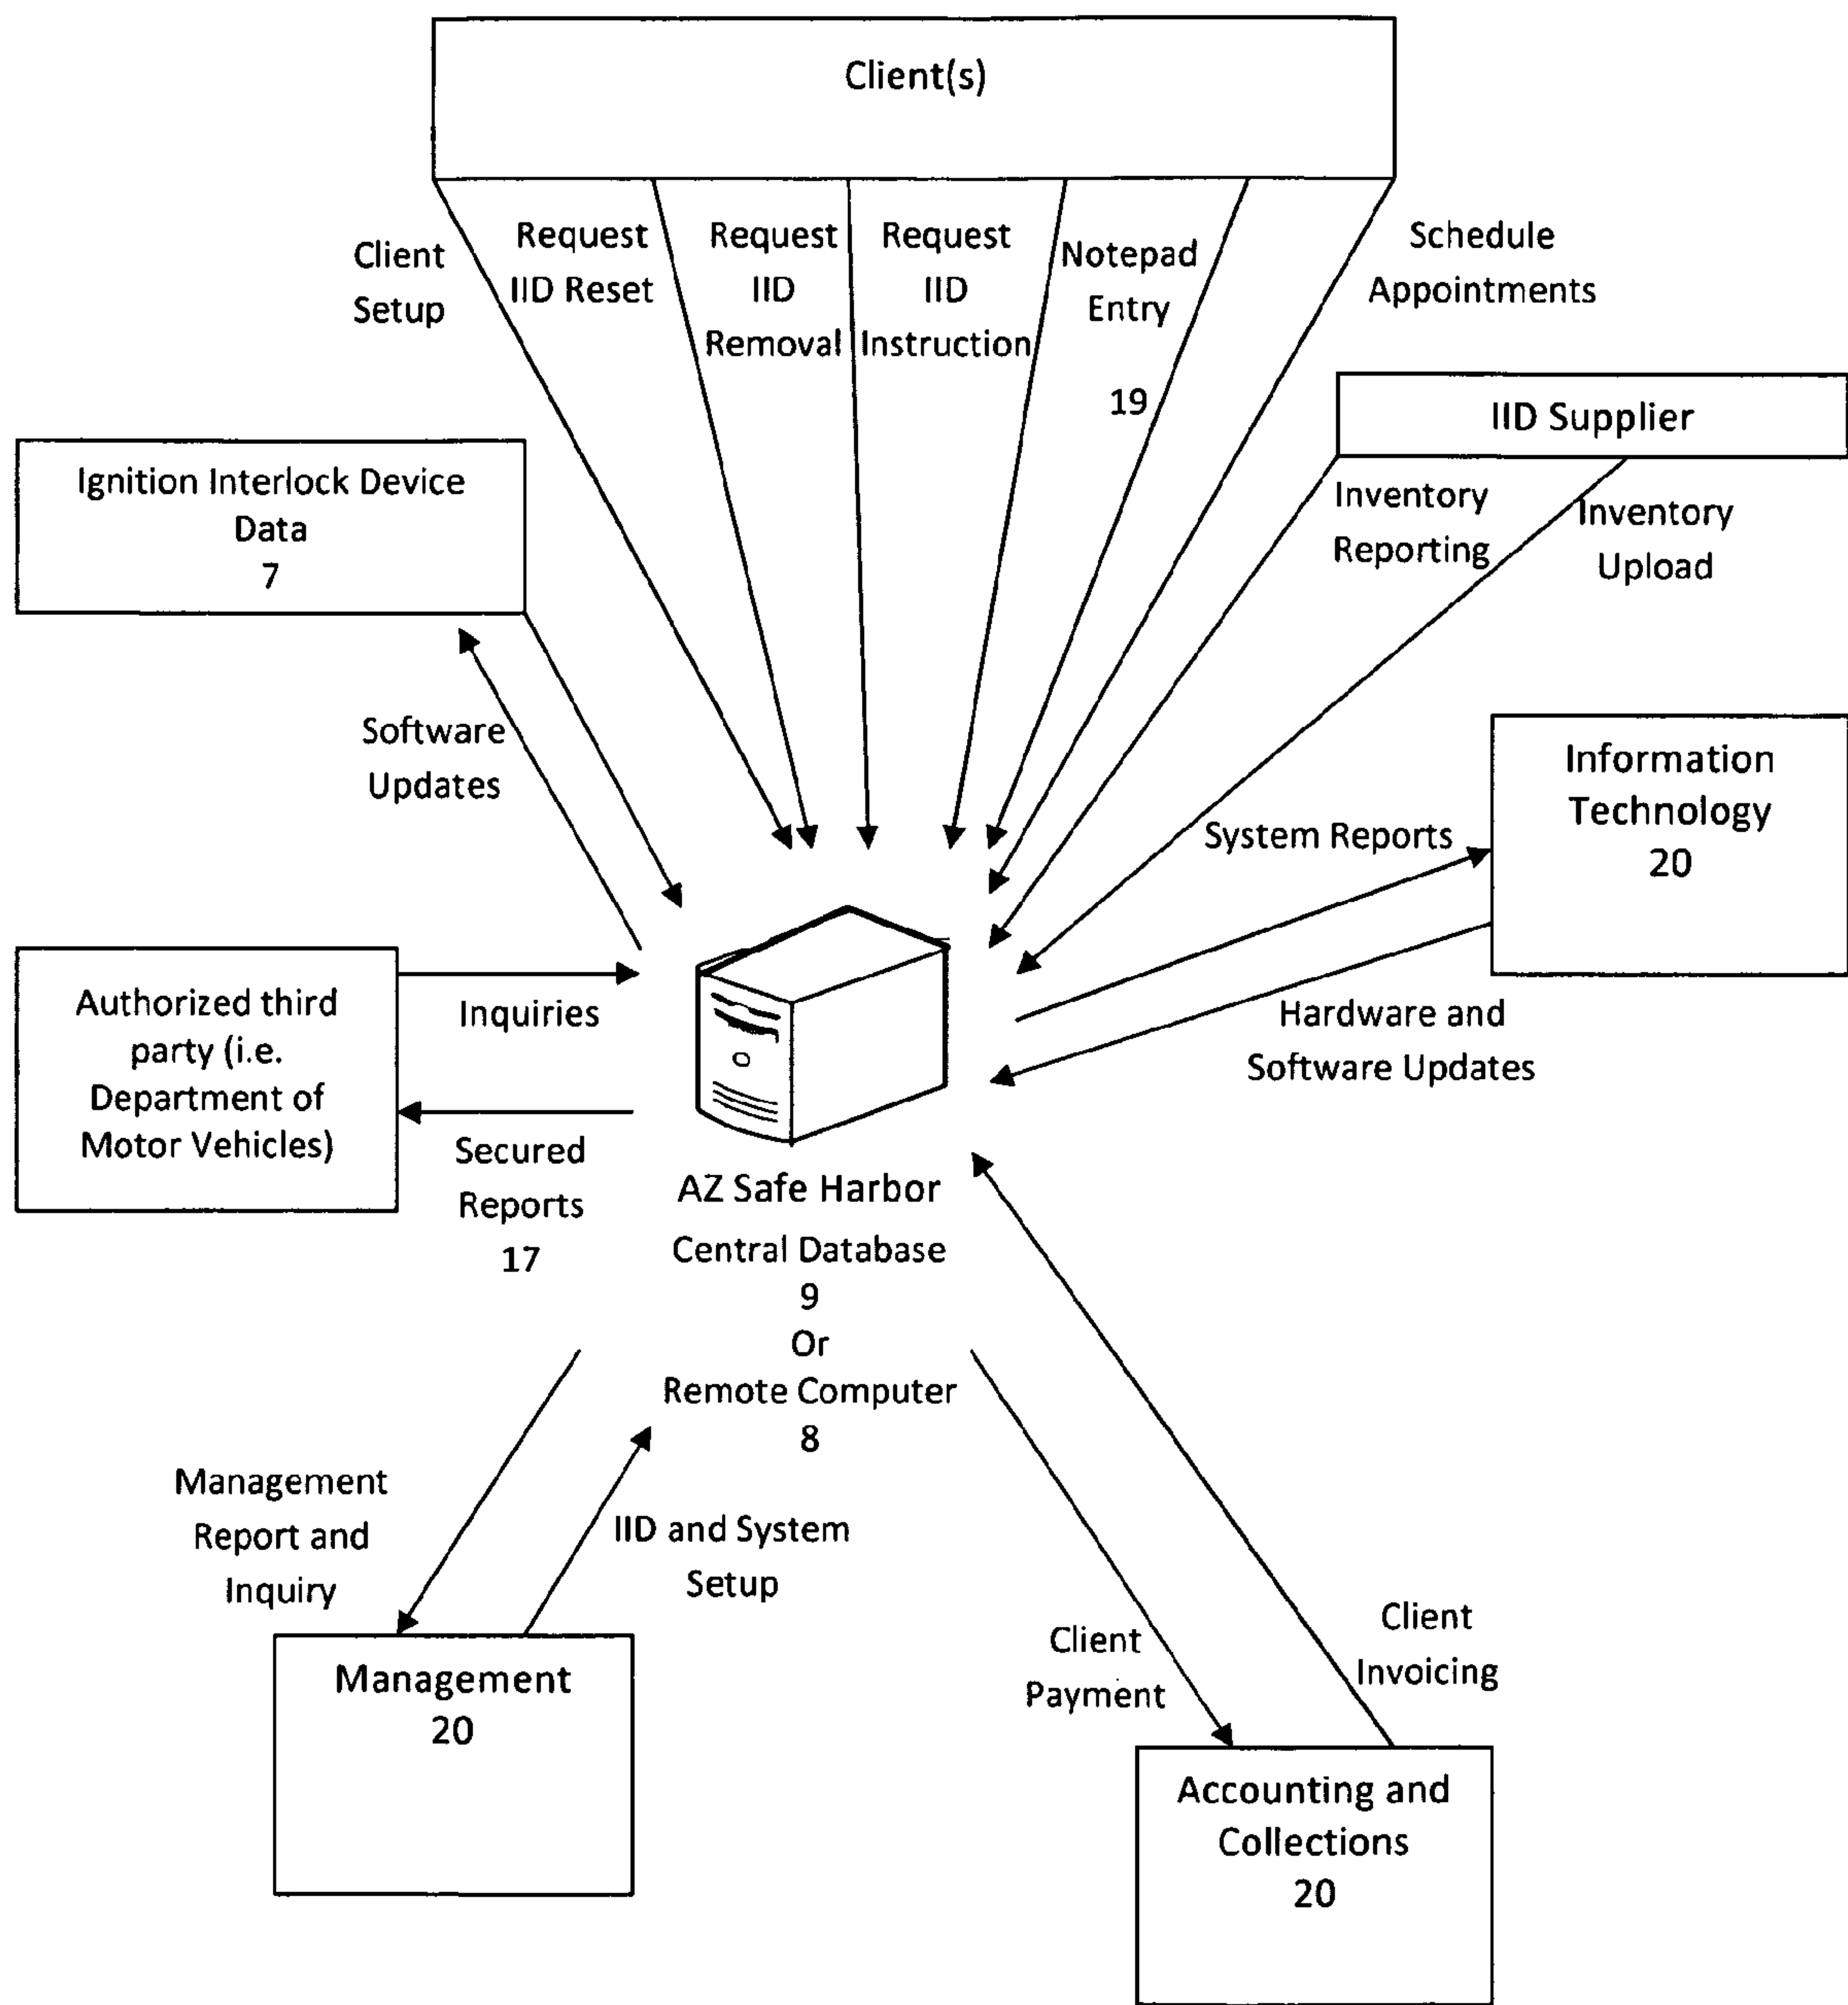 Client(s)
Client
Setup
Request
IID Reset
Request
IID
Removal
Request
IID
Instruction
Notepad
Entry
19
Schedule
Appointments
IID Supplier
Inventory
Reporting
Inventory
Upload
Ignition Interlock Device
Data
7
Software
Updates
Information
Technology
20
System Reports
Hardware and
Software Updates
Authorized third
party (i.e.
Department of
Motor Vehicles)
Inquiries
Secured
Reports
17
AZ Safe Harbor
Central Database
9
Or
Remote Computer
8
Management
Report and
Inquiry
IID and System
Setup
Management
20
Client
Payment
Client
Invoicing
Accounting and
Collections
20